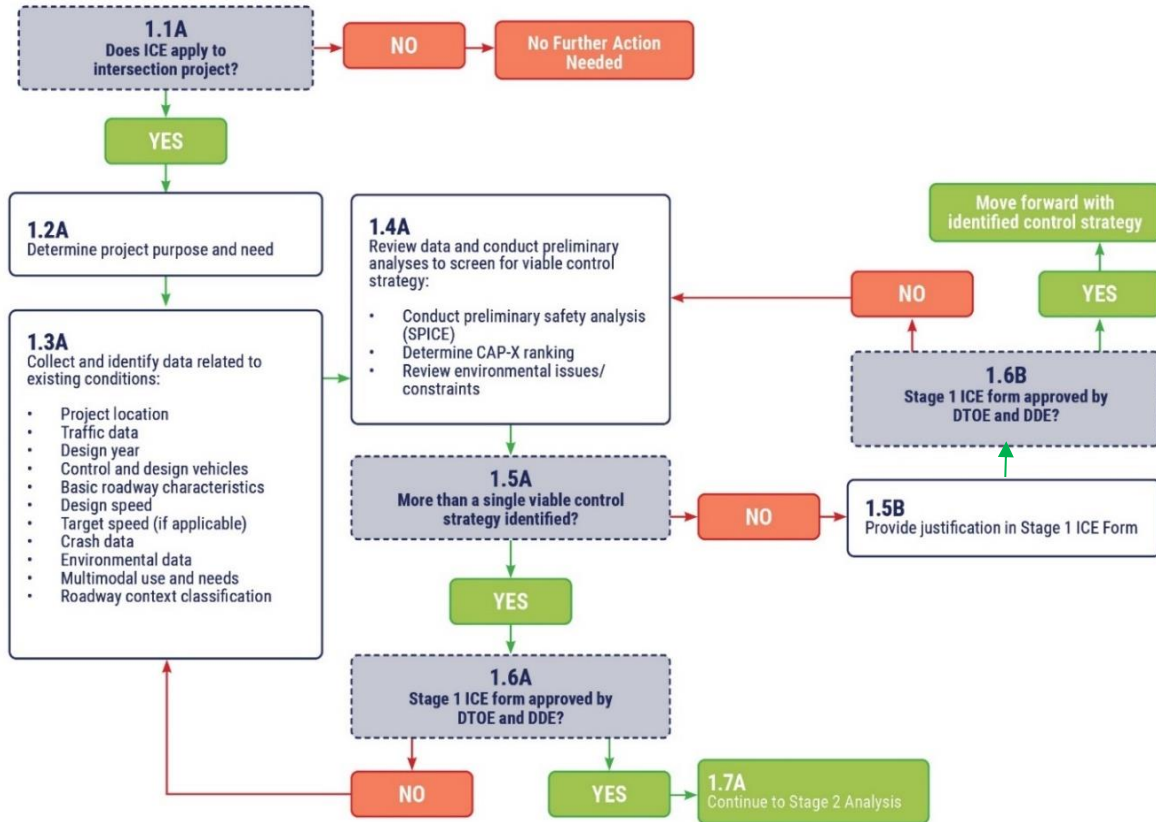 1.1A
Does ICE apply to
intersection project?
NO
No Further Action
Needed
YES
1.2A
Determine project purpose and need
1.3A
Collect and identify data related to
existing conditions:
• Project location
• Traffic data
• Design year
• Control and design vehicles
• Basic roadway characteristics
• Design speed
• Target speed (if applicable)
• Crash data
• Environmental data
• Multimodal use and needs
• Roadway context classification
1.4A
Review data and conduct preliminary
analyses to screen for viable control
strategy:
• Conduct preliminary safety analysis
(SPICE)
• Determine CAP-X ranking
• Review environmental issues/
constraints
1.5A
More than a single viable control
strategy identified?
NO
1.5B
Provide justification in Stage 1 ICE Form
1.6B
Stage 1 ICE form approved by
DTOE and DDE?
NO
YES
Move forward with
identified control strategy
YES
1.6A
Stage 1 ICE form approved by
DTOE and DDE?
NO
YES
1.7A
Continue to Stage 2 Analysis